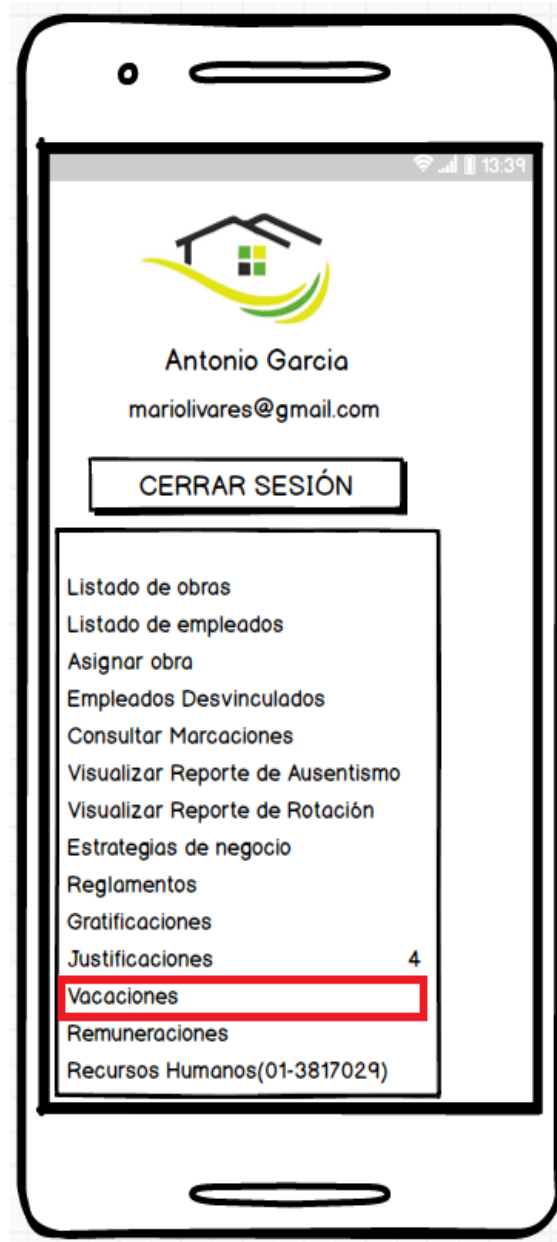 13:39
Antonio Garcia
mariolivares@gmail.com
CERRAR SESIÓN
Listado de obras
Listado de empleados
Asignar obra
Empleados Desvinculados
Consultar Marcaciones
Visualizar Reporte de Ausentismo
Visualizar Reporte de Rotación
Estrategias de negocio
Reglamentos
Gratificaciones
Justificaciones 4
Vacaciones
Remuneraciones
Recursos Humanos(01-3817029)